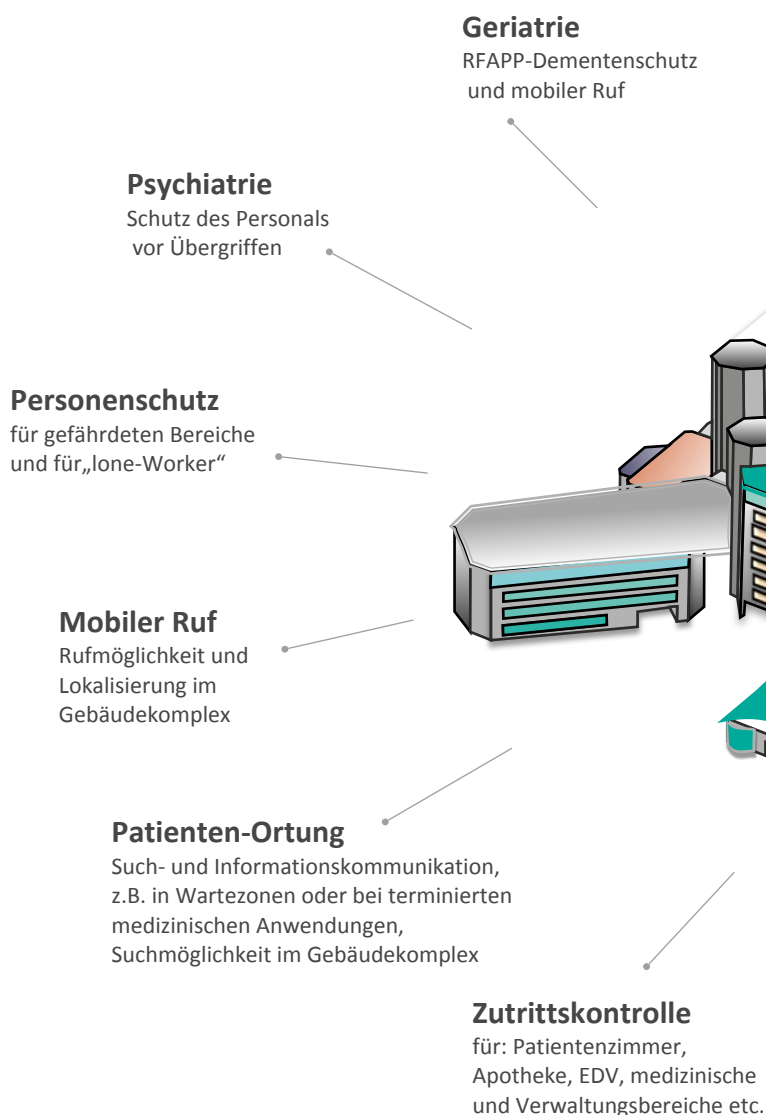 Geriatrie
RFAPP-Dementenschutz
und mobiler Ruf
Psychiatrie
Schutz des Personals
vor Übergriffen
Personenschutz
für gefährdeten Bereiche
und für„lone-Worker“
Mobiler Ruf
Rufmöglichkeit und
Lokalisierung im
Gebäudekomplex
Patienten-Ortung
Such- und Informationskommunikation,
z.B. in Wartezonen oder bei terminierten
medizinischen Anwendungen,
Suchmöglichkeit im Gebäudekomplex
Zutrittskontrolle
für: Patientenzimmer,
Apotheke, EDV, medizinische
und Verwaltungsbereiche etc.